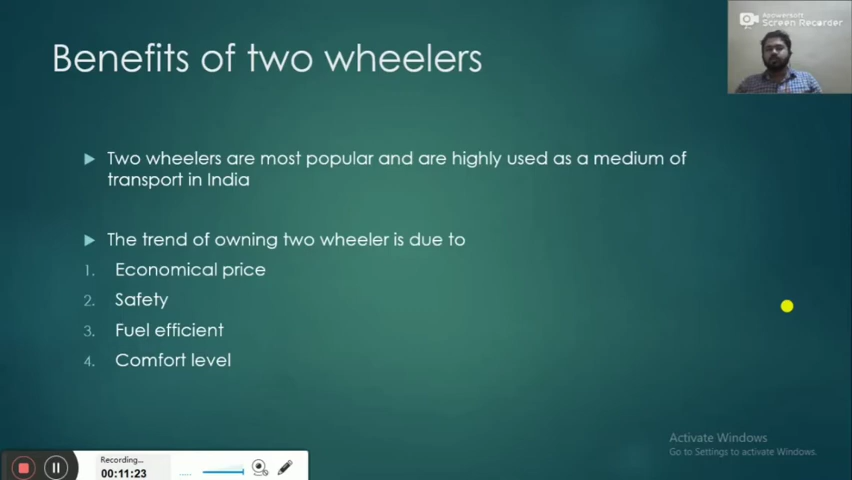 Apowersoft
Screen Recorder
Benefits of two wheelers
Two wheelers are most popular and are highly used as a medium of
transport in India
The trend of owning two wheeler is due to
1. Economical price
2. Safety
3. Fuel efficient
4. Comfort level
Activate Windows
Go to Settings to activate Windows.
Recording...
00:11:23